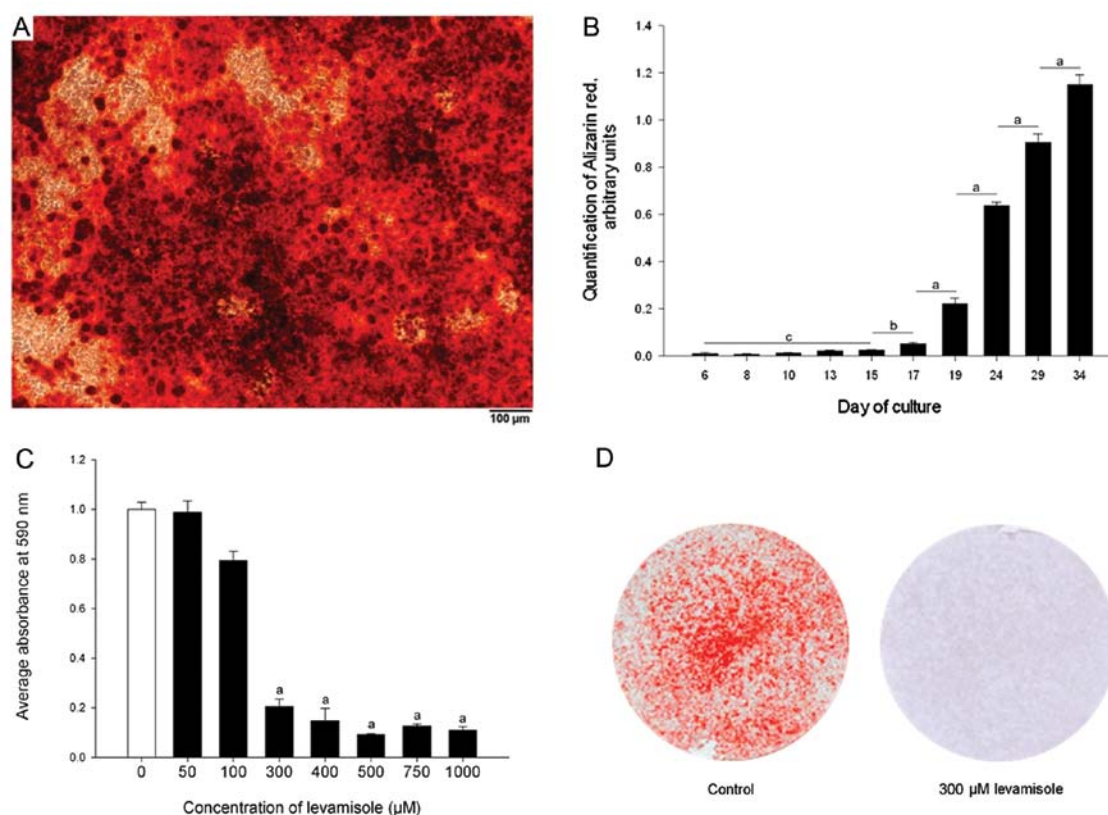 A
100 µm
B
Quantification of Alizarin red,
arbitrary units
1.4
1.2
1.0
0.8
0.6
0.4
0.2
0.0
c
b
a
a
a
a
6 8 10 13 15 17 19 24 29 34
Day of culture
C
Average absorbance at 590 nm
1.2
1.0
0.8
0.6
0.4
0.2
0.0
a a a a a
0 50 100 300 400 500 750 1000
Concentration of levamisole (µM)
D
Control 300 µM levamisole